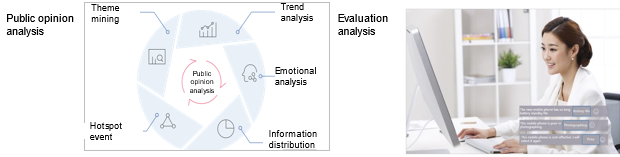 Public opinion
analysis
Theme
mining
Trend
analysis
Emotional
analysis
Information
distribution
Hotspot
event
Public
opinion
analysis
Evaluation
analysis